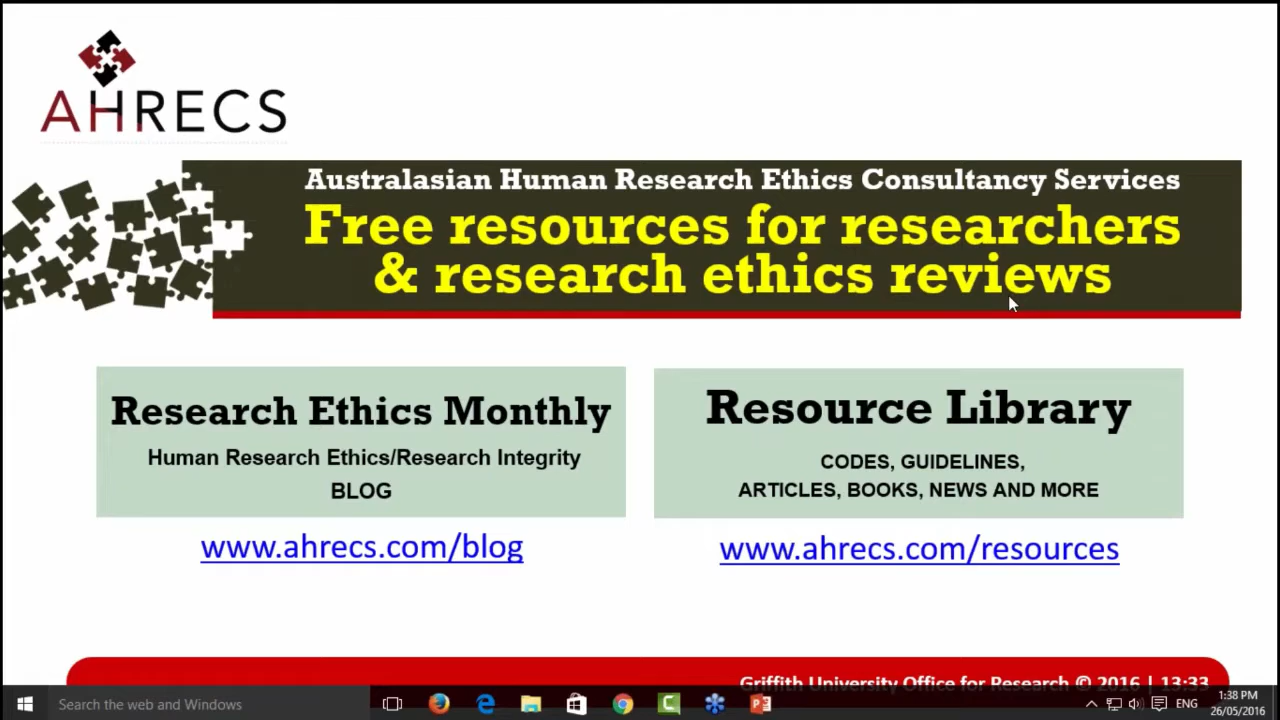 AHRECS
Australasian Human Research Ethics Consultancy Services
Free resources for researchers
& research ethics reviews
Research Ethics Monthly
Human Research Ethics/Research Integrity
BLOG
www.ahrecs.com/blog
Resource Library
CODES, GUIDELINES,
ARTICLES, BOOKS, NEWS AND MORE
www.ahrecs.com/resources
Griffith University Office for Research © 2016 | 13:33
Search the web and Windows
ENG
1:38 PM
26/05/2016